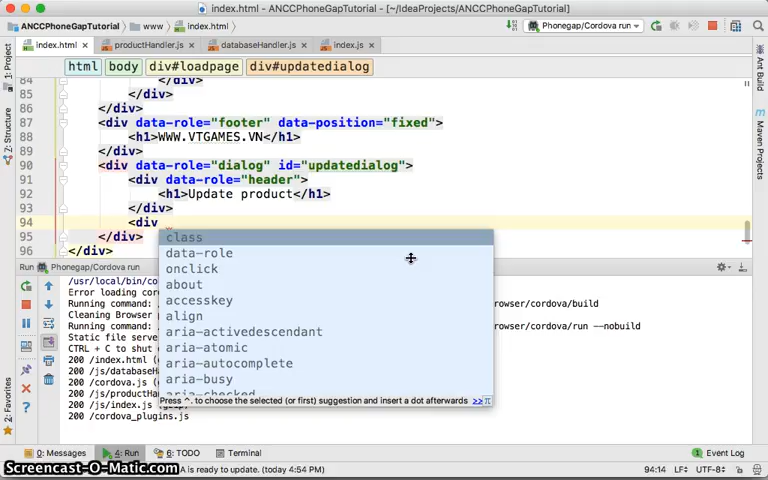 index.html - ANCCPhoneGapTutorial - [~/IdeaProjects/ANCCPhoneGapTutorial]
ANCCPhoneGapTutorial www index.html Phonegap/Cordova run
index.html productHandler.js databaseHandler.js index.js
html body div#loadpage div#updatedialog
84 </div>
85 </div>
86 </div>
87 <div data-role="footer" data-position="fixed">
88 <h1>WWW.VTGAMES.VN</h1>
89 </div>
90 <div data-role="dialog" id="updatedialog">
91 <div data-role="header">
92 <h1>Update product</h1>
93 </div>
94 <div
95 </div>
96 </div>
class
data-role
onclick
about
accesskey
align
aria-activedescendant
aria-atomic
aria-autocomplete
aria-busy
aria-checked
Press ^. to choose the selected (or first) suggestion and insert a dot afterwards >> π
1: Project
7: Structure
2: Favorites
Ant Build
Maven Projects
Run Phonegap/Cordova run
/usr/local/bin/co
Error loading cor
Running command: rowser/cordova/build
Cleaning Browser p
Running command: rowser/cordova/run --nobuild
Static file serve
CTRL + C to shut d
200 /index.html (
200 /js/databaseH
200 /cordova.js (
200 /js/productHa
200 /js/index.js (gzip)
200 /cordova_plugins.js
0: Messages 4: Run 6: TODO Terminal Event Log
A is ready to update. (today 4:54 PM) 94:14 LF UTF-8
Screencast-O-Matic.com